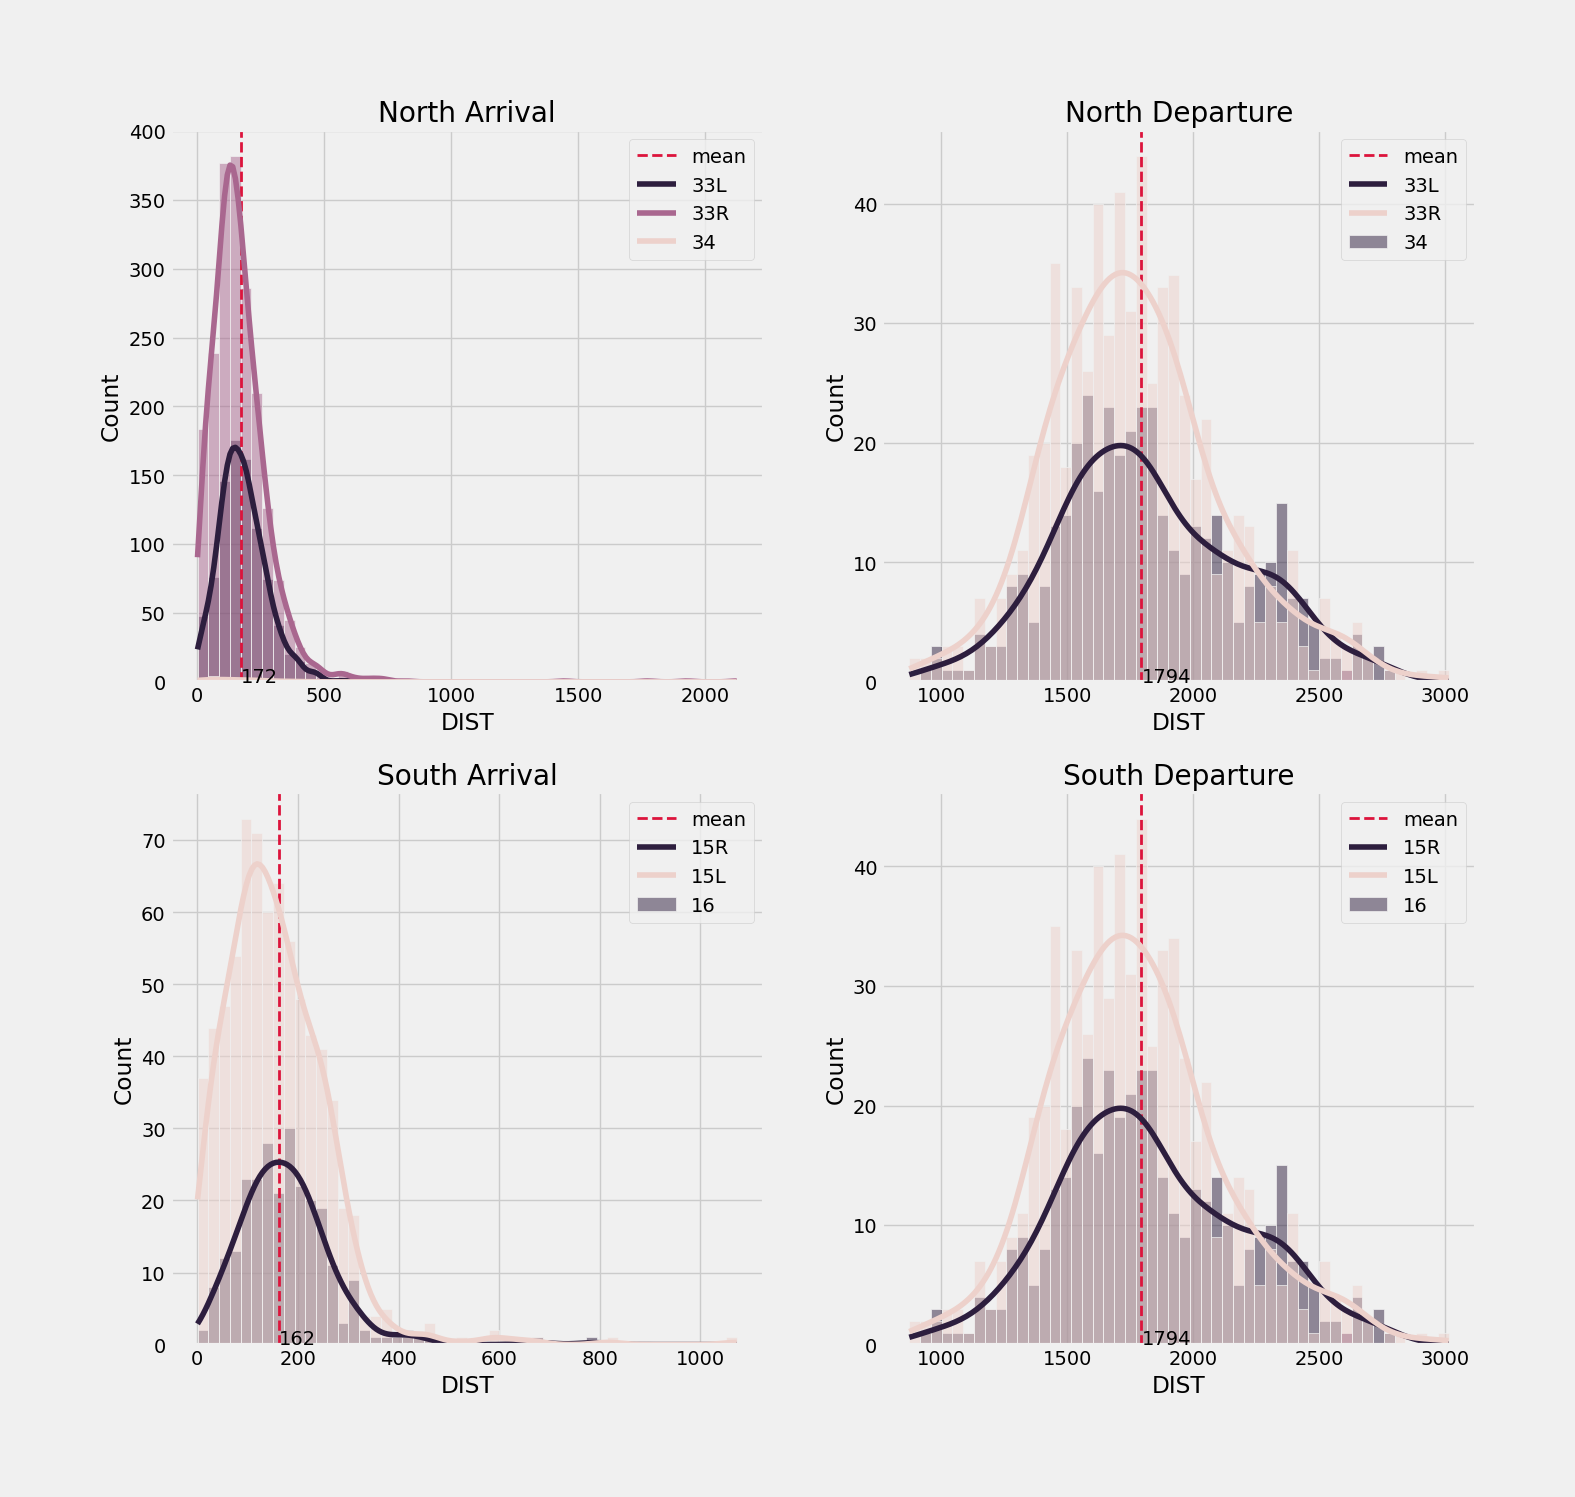 North Arrival
400
350
300
250
200
150
100
50
0
Count
mean
33L
33R
34
172
0 500 1000 1500 2000
DIST
North Departure
40
30
20
10
0
Count
mean
33L
33R
34
1794
1000 1500 2000 2500 3000
DIST
South Arrival
70
60
50
40
30
20
10
0
Count
mean
15R
15L
16
162
0 200 400 600 800 1000
DIST
South Departure
40
30
20
10
0
Count
mean
15R
15L
16
1794
1000 1500 2000 2500 3000
DIST